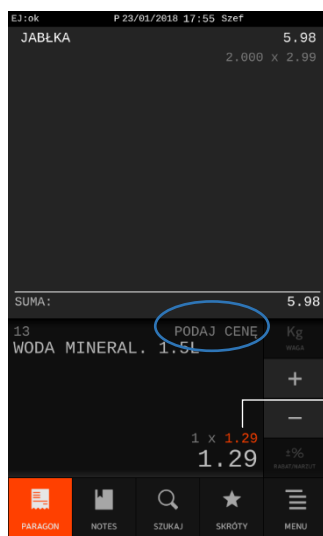 EJ:ok P 23/01/2018 17:55 Szef
JABŁKA 5.98
2.000 x 2.99
SUMA: 5.98
13 PODAJ CENĘ Kg
WAGA
WODA MINERAL. 1.5L
+
−
1 x 1.29
1.29
±%
RABAT/NARZUT
PARAGON NOTES SZUKAJ SKRÓTY MENU